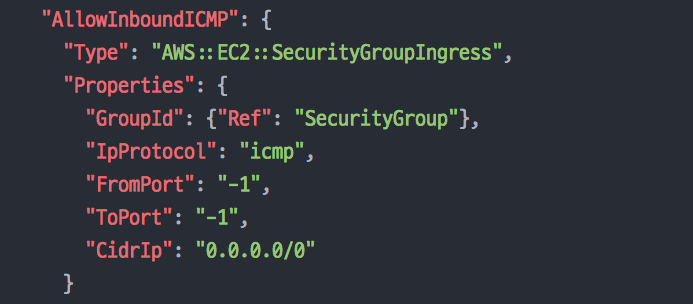 "AllowInboundICMP": {
"Type": "AWS::EC2::SecurityGroupIngress",
"Properties": {
"GroupId": {"Ref": "SecurityGroup"},
"IpProtocol": "icmp",
"FromPort": "-1",
"ToPort": "-1",
"CidrIp": "0.0.0.0/0"
}